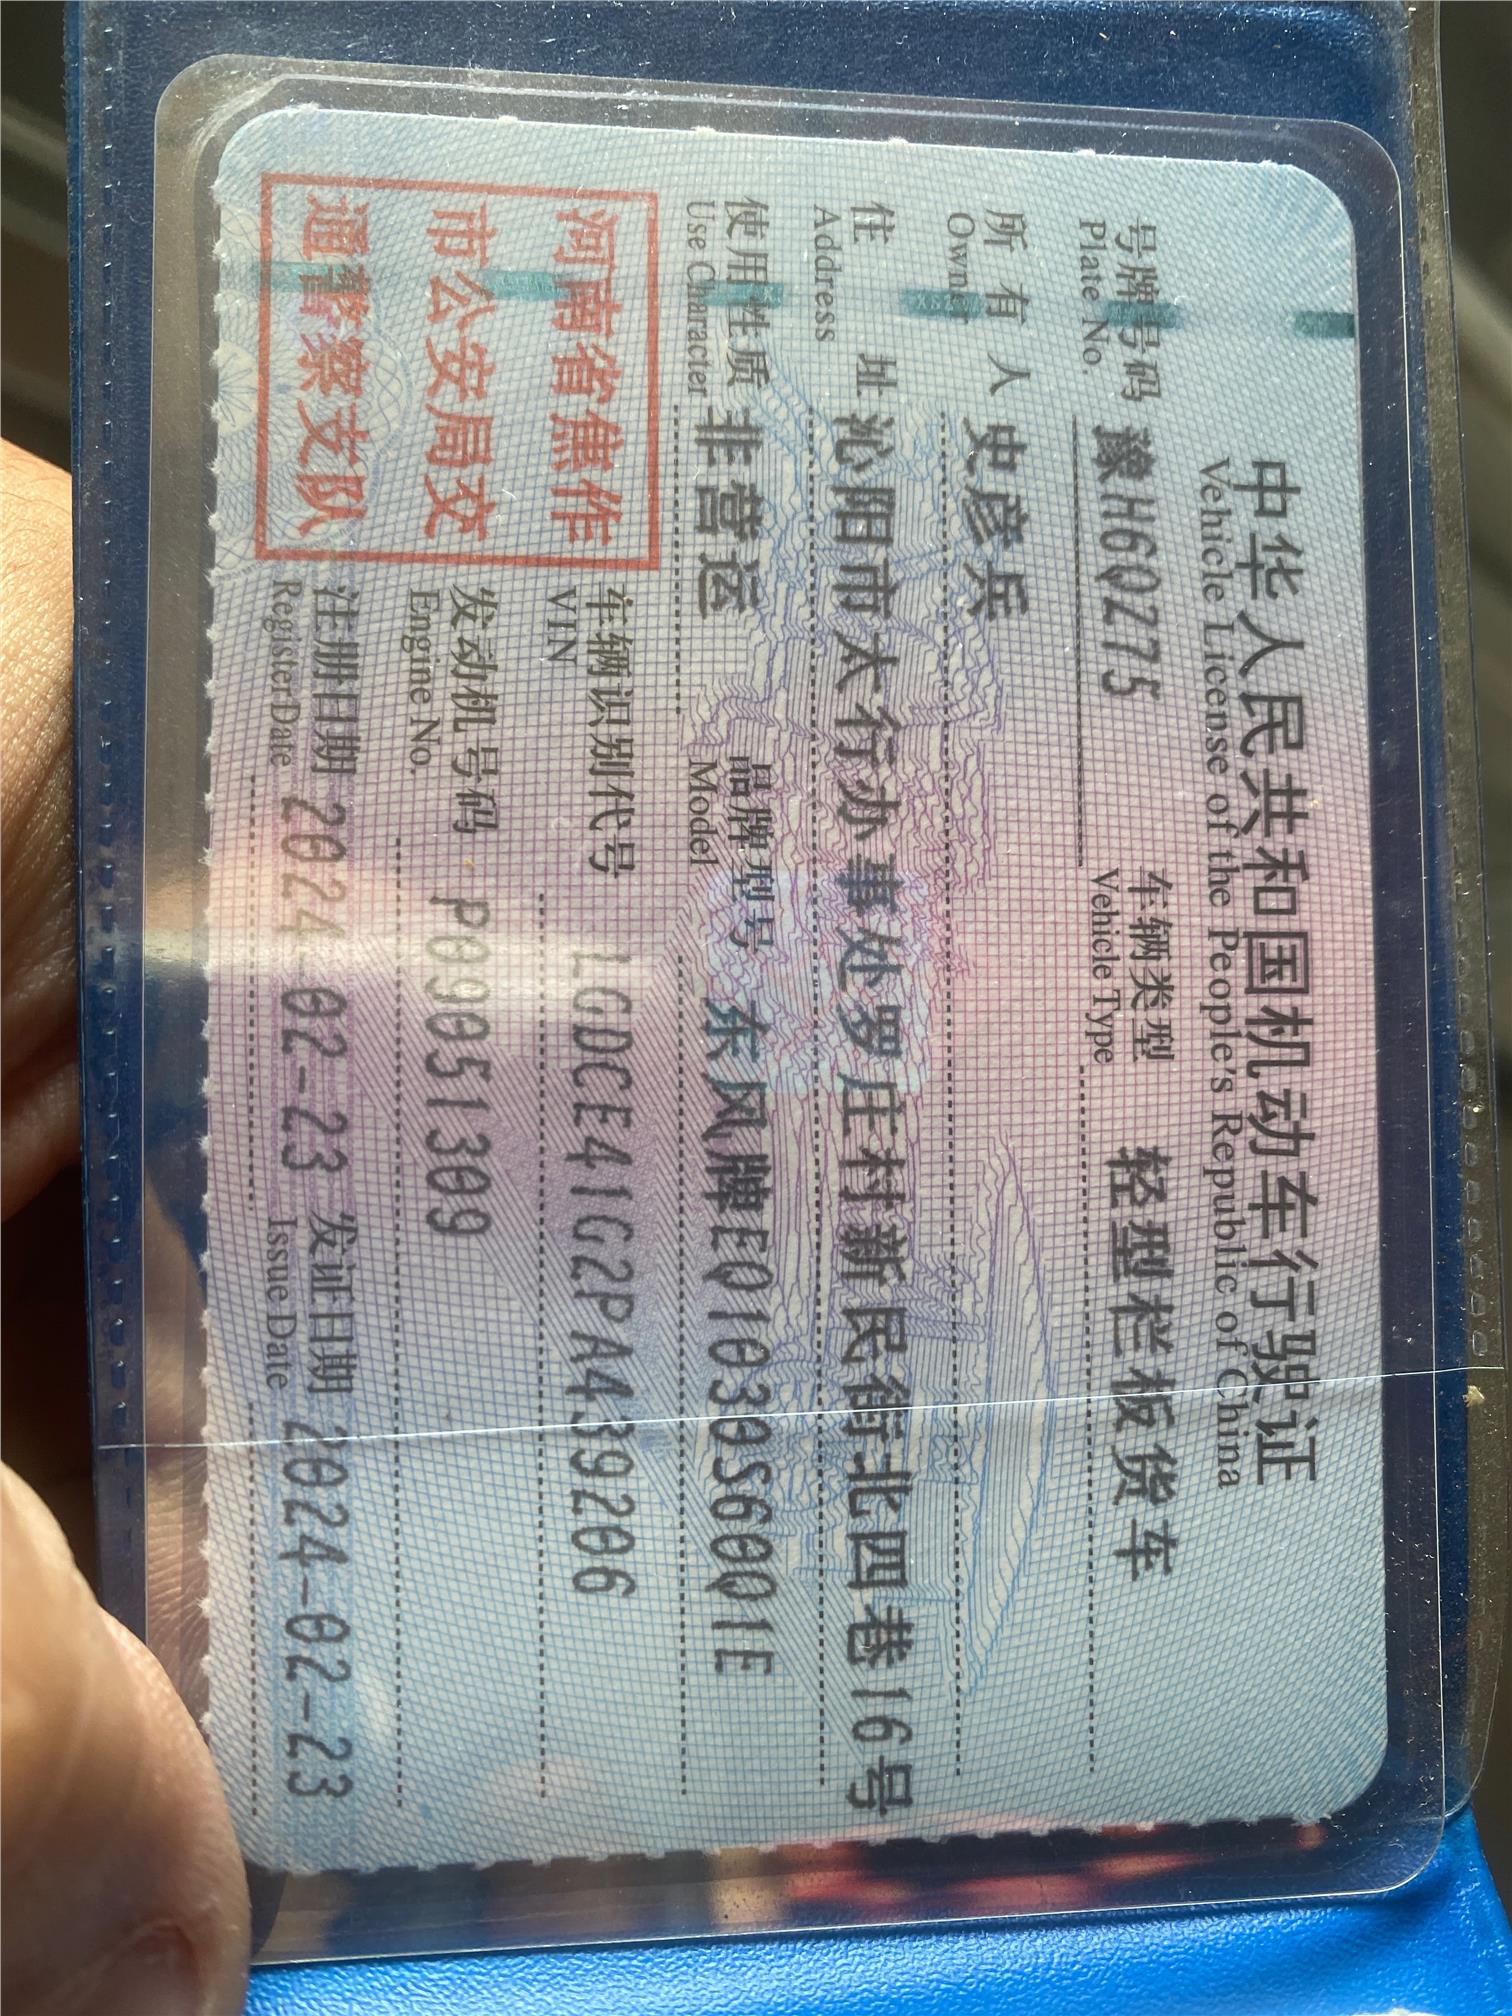 中华人民共和国机动车行驶证
Vehicle License of the People's Republic of China
号牌号码 豫H6QZ75 车辆类型 轻型栏板货车
Plate No. Vehicle Type
所有人 史彦兵
Owner
住址 沁阳市太行办事处罗庄村新民街北四巷16号
Address
使用性质 非营运 品牌型号 东风牌EQ1030S60Q1E
Use Character Model
河南省焦作
市公安局交
通警察支队
车辆识别代号 LGDCE41G2PA439206
VIN
发动机号码 P09051309
Engine No.
注册日期 2024-02-23 发证日期 2024-02-23
Register Date Issue Date